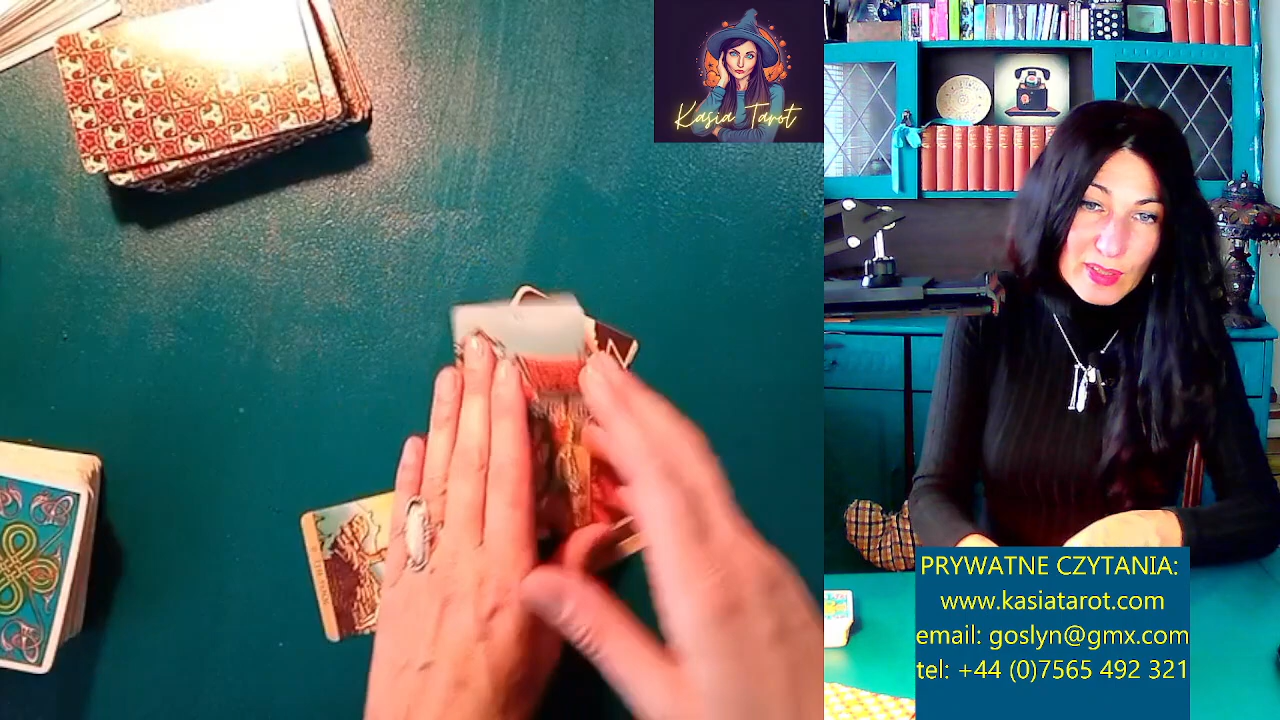 Kasia Tarot
PRYWATNE CZYTANIA:
www.kasiatarot.com
email: goslyn@gmx.com
tel: +44 (0)7565 492 321